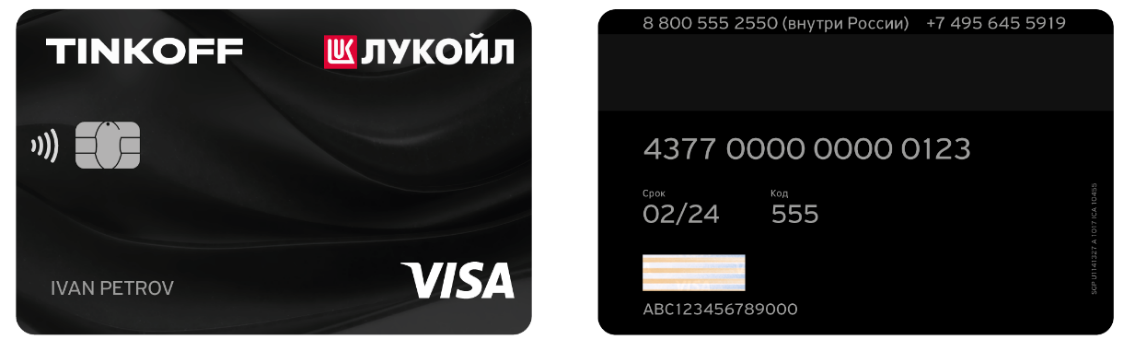 TINKOFF
ЛУКОЙЛ
IVAN PETROV
VISA
8 800 555 2550 (внутри России) +7 495 645 5919
4377 0000 0000 0123
Срок Код
02/24 555
ABC123456789000